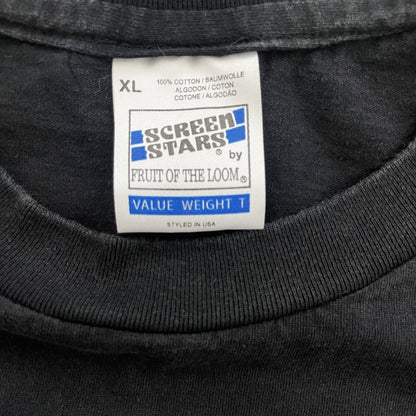 XL
100% COTTON / BAUMWOLLE
ALGODON / COTON
COTONE / ALGODÃO
SCREEN
STARS®
by
FRUIT OF THE LOOM®
VALUE WEIGHT T
STYLED IN USA